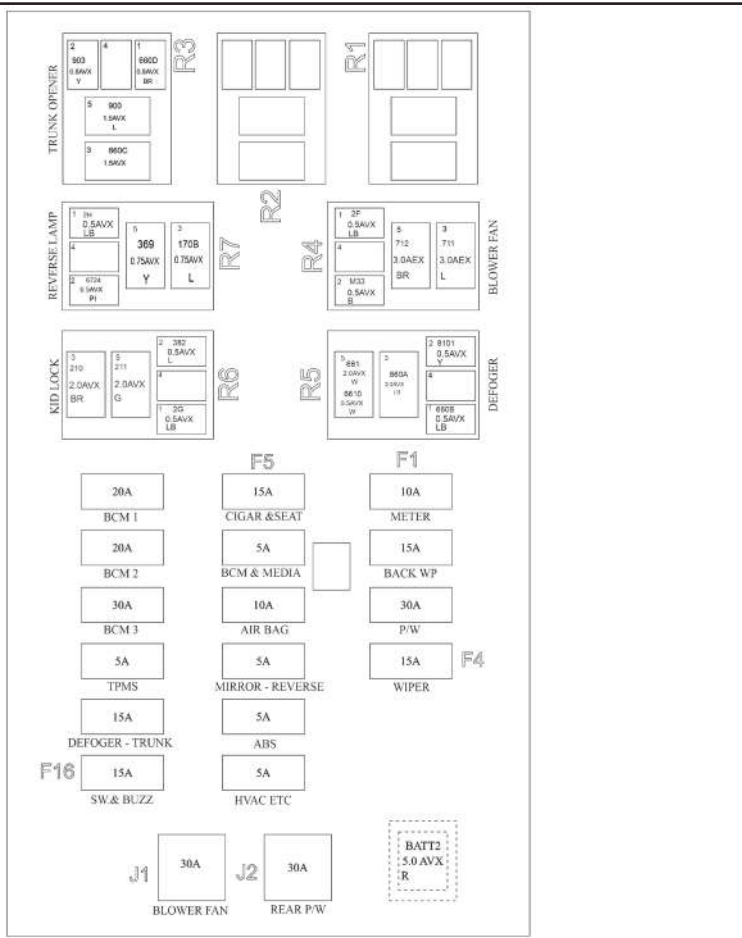 TRUNK OPENER
2
903
0.8AVX
Y
4
1
660D
0.8AVX
BR
5 900
1.5AVX
L
3 660C
1.5AVX
R3
R2
R1
REVERSE LAMP
1
0.5AVX
LB
4
2 6724
0.5AVX
PI
5
369
0.75AVX
Y
3
170B
0.75AVX
L
R7
R4
1 2F
0.5AVX
LB
4
2 M33
0.5AVX
B
5
712
3.0AEX
BR
3
711
3.0AEX
L
BLOWER FAN
KID LOCK
3
210
2.0AVX
BR
5
211
2.0AVX
G
2 382
0.5AVX
L
4
1 2G
0.5AVX
LB
R6
R5
5
661
2.0AVX
W
661D
0.5AVX
W
3
660A
2 8101
0.5AVX
Y
4
1 660B
0.5AVX
LB
DEFOGER
F5
F1
20A
BCM 1
15A
CIGAR &SEAT
10A
METER
20A
BCM 2
5A
BCM & MEDIA
15A
BACK WP
30A
BCM 3
10A
AIR BAG
30A
P/W
5A
TPMS
5A
MIRROR - REVERSE
15A
WIPER
F4
15A
DEFOGER - TRUNK
5A
ABS
F16
15A
SW.& BUZZ
5A
HVAC ETC
J1
30A
BLOWER FAN
J2
30A
REAR P/W
BATT2
5.0 AVX
R